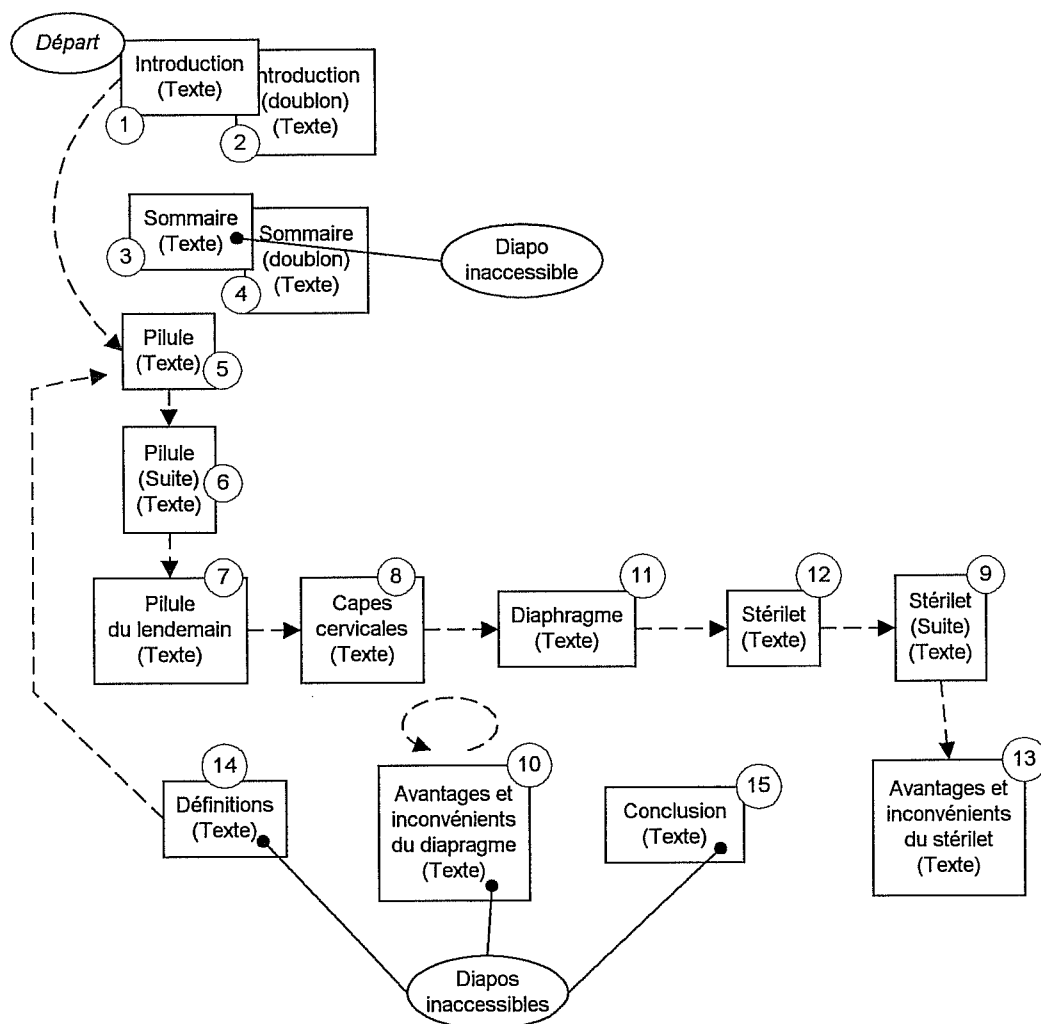 Départ
Introduction
(Texte)
1
ntroduction
(doublon)
(Texte)
2
Sommaire
(Texte)
3
Sommaire
(doublon)
(Texte)
4
Diapo
inaccessible
Pilule
(Texte)
5
Pilule
(Suite)
(Texte)
6
7
Pilule
du lendemain
(Texte)
8
Capes
cervicales
(Texte)
11
Diaphragme
(Texte)
12
Stérilet
(Texte)
9
Stérilet
(Suite)
(Texte)
14
Définitions
(Texte)
10
Avantages et
inconvénients
du diapragme
(Texte)
15
Conclusion
(Texte)
13
Avantages et
inconvénients
du stérilet
(Texte)
Diapos
inaccessibles